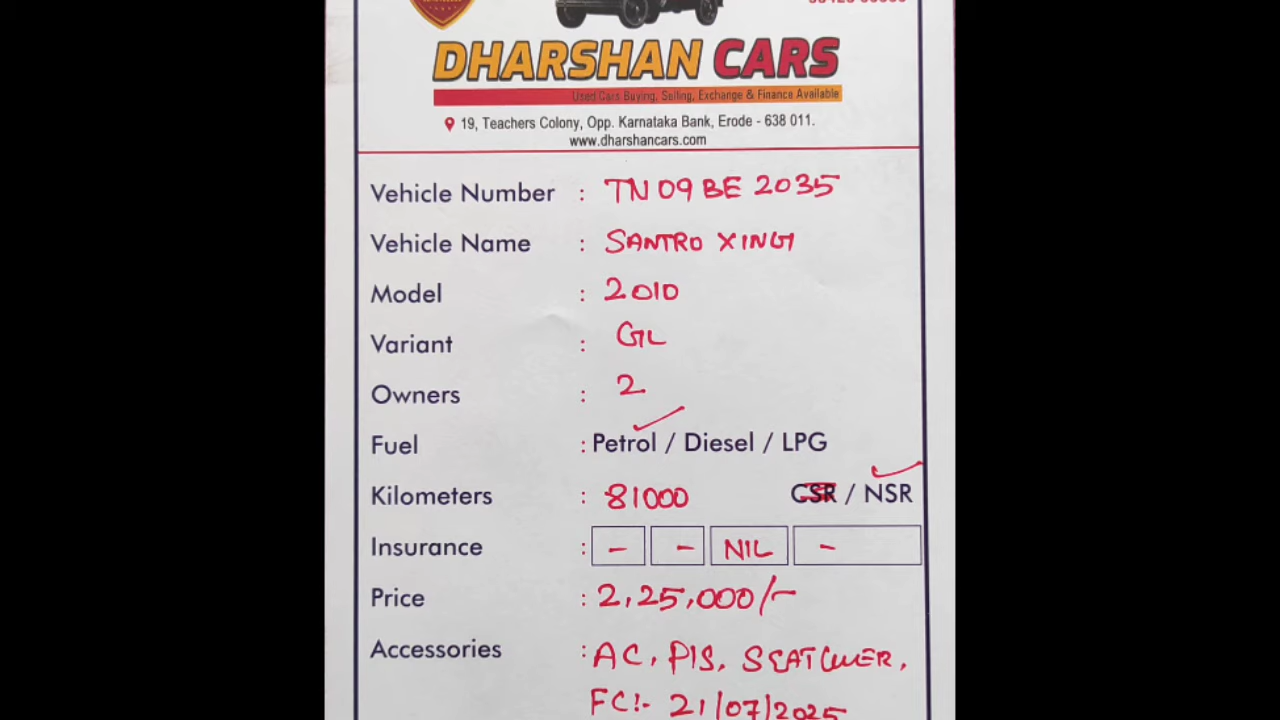 DHARSHAN CARS
Used Cars Buying, Selling, Exchange & Finance Available
19, Teachers Colony, Opp. Karnataka Bank, Erode - 638 011.
www.dharshancars.com
Vehicle Number : TN 09 BE 2035
Vehicle Name : SANTRO XING
Model : 2010
Variant : GL
Owners : 2
Fuel : Petrol / Diesel / LPG
Kilometers : 81000 CSR / NSR
Insurance : - - NIL -
Price : 2,25,000/-
Accessories : AC, P/S, SEAT COVER,
FC:- 21/07/2025